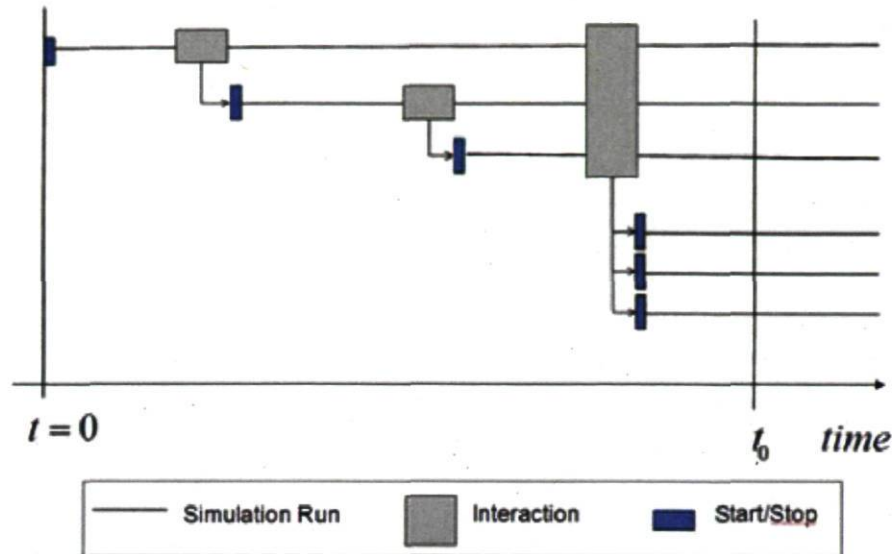 t = 0
t₀ time
Simulation Run Interaction Start/Stop